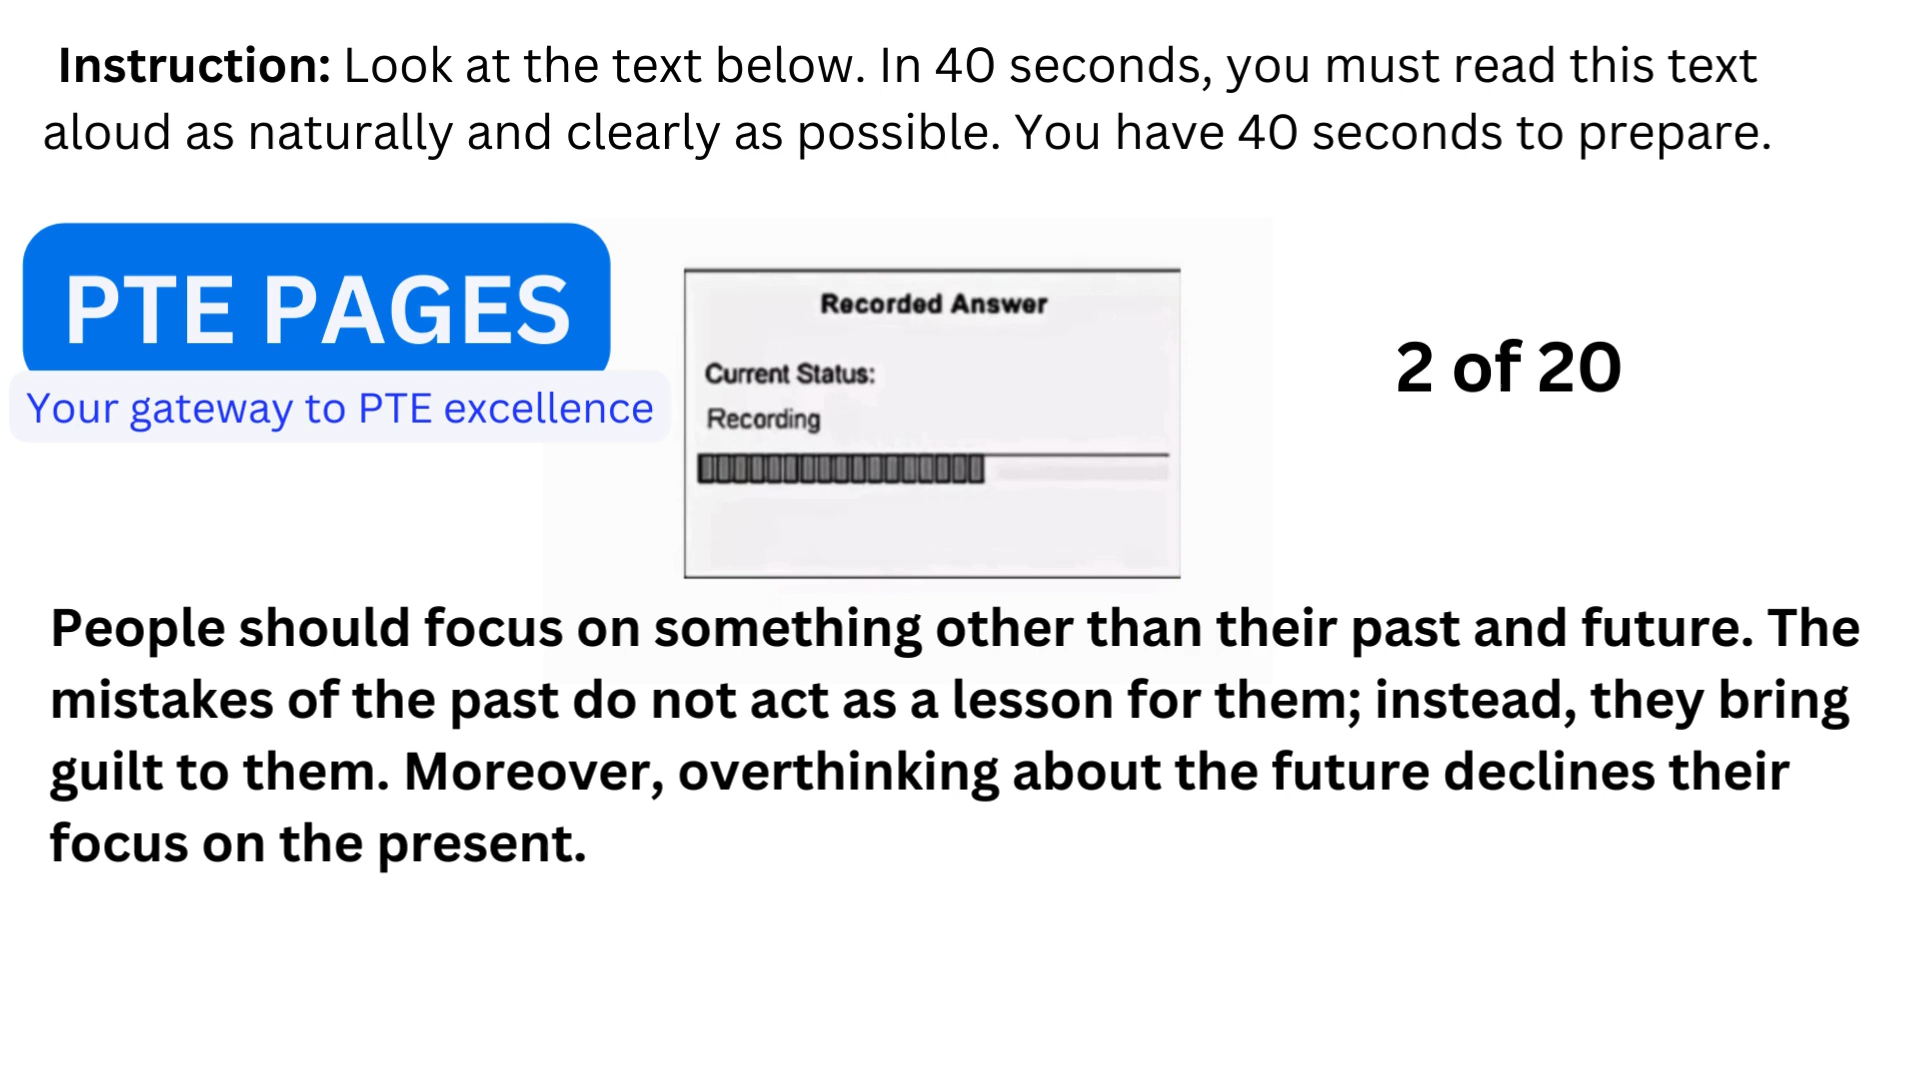 Instruction: Look at the text below. In 40 seconds, you must read this text
aloud as naturally and clearly as possible. You have 40 seconds to prepare.
PTE PAGES
Your gateway to PTE excellence
Recorded Answer
Current Status:
Recording
2 of 20
People should focus on something other than their past and future. The
mistakes of the past do not act as a lesson for them; instead, they bring
guilt to them. Moreover, overthinking about the future declines their
focus on the present.